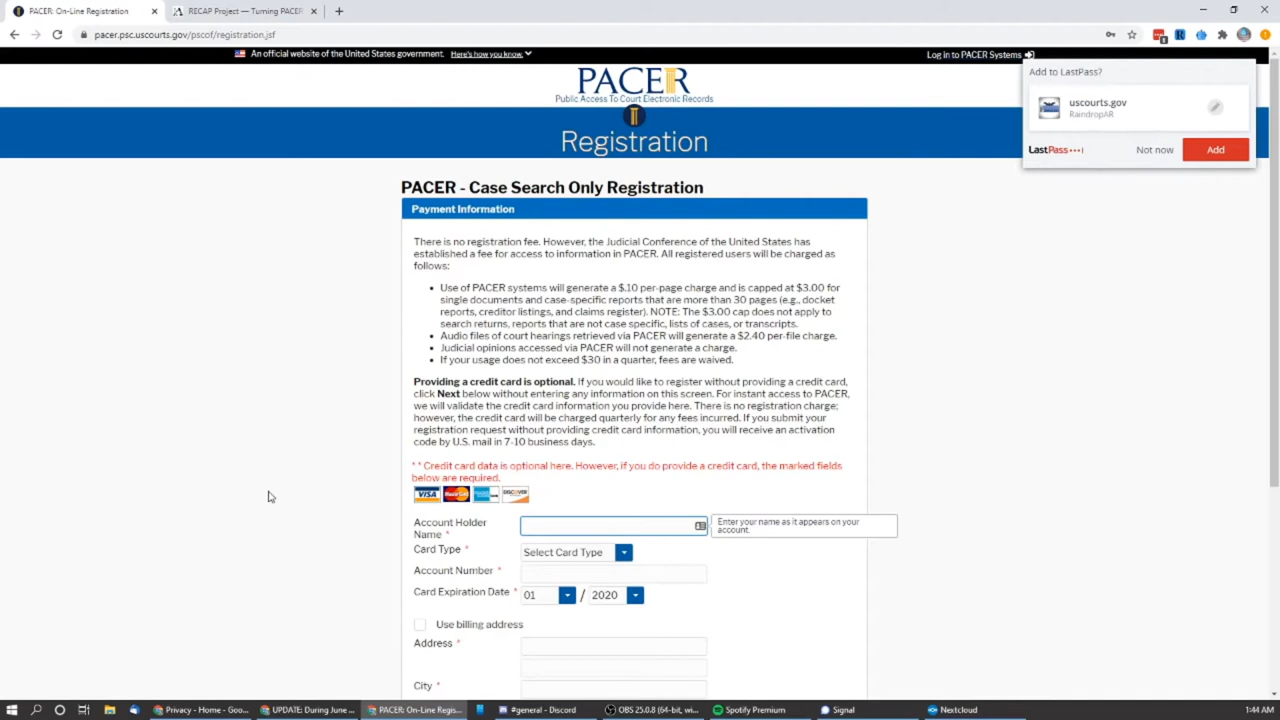 PACER: On-Line Registration
RECAP Project — Turning PACER
pacer.psc.uscourts.gov/pscof/registration.jsf
An official website of the United States government. Here's how you know.
Log in to PACER Systems
PACER
Public Access To Court Electronic Records
Registration
Add to LastPass?
uscourts.gov
RaindropAR
LastPass
Not now
Add
PACER - Case Search Only Registration
Payment Information
There is no registration fee. However, the Judicial Conference of the United States has
established a fee for access to information in PACER. All registered users will be charged as
follows:
• Use of PACER systems will generate a $.10 per-page charge and is capped at $3.00 for
single documents and case-specific reports that are more than 30 pages (e.g., docket
reports, creditor listings, and claims register). NOTE: The $3.00 cap does not apply to
search returns, reports that are not case specific, lists of cases, or transcripts.
• Audio files of court hearings retrieved via PACER will generate a $2.40 per-file charge.
• Judicial opinions accessed via PACER will not generate a charge.
• If your usage does not exceed $30 in a quarter, fees are waived.
Providing a credit card is optional. If you would like to register without providing a credit card,
click Next below without entering any information on this screen. For instant access to PACER,
we will validate the credit card information you provide here. There is no registration charge;
however, the credit card will be charged quarterly for any fees incurred. If you submit your
registration request without providing credit card information, you will receive an activation
code by U.S. mail in 7-10 business days.
* * Credit card data is optional here. However, if you do provide a credit card, the marked fields
below are required.
VISA MasterCard DISCOVER
Account Holder
Name *
Enter your name as it appears on your
account.
Card Type *
Select Card Type
Account Number *
Card Expiration Date *
01 / 2020
Use billing address
Address *
City *
Privacy - Home - Goo...
UPDATE: During June ...
PACER: On-Line Regis...
#general - Discord
OBS 25.0.8 (64-bit, wi...
Spotify Premium
Signal
Nextcloud
1:44 AM